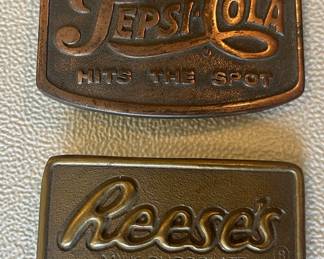 PEPSI-COLA
HITS THE SPOT
Reese's
®